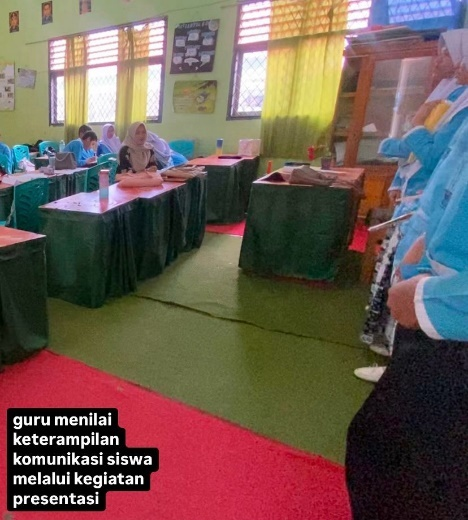 guru menilai
keterampilan
komunikasi siswa
melalui kegiatan
presentasi